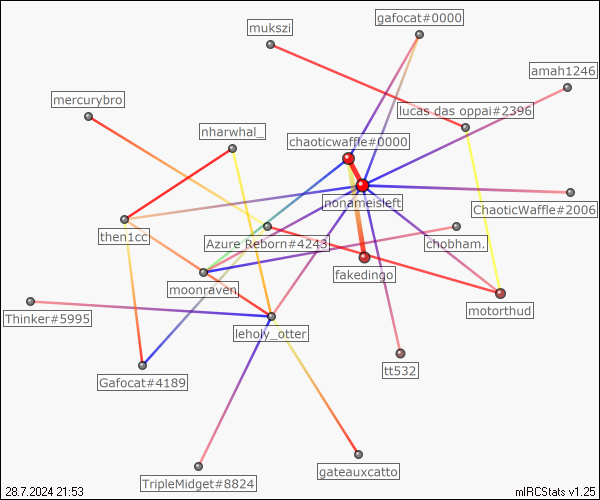 gafocat#0000
mukszi
amah1246
mercurybro
lucas das oppai#2396
nharwhal_
chaoticwaffle#0000
nonameisleft
ChaoticWaffle#2006
then1cc
Azure Reborn#4243
chobham.
fakedingo
moonraven.
motorthud
Thinker#5995
leholy_otter
tt532
Gafocat#4189
gateauxcatto
TripleMidget#8824
28.7.2024 21:53
mIRCStats v1.25